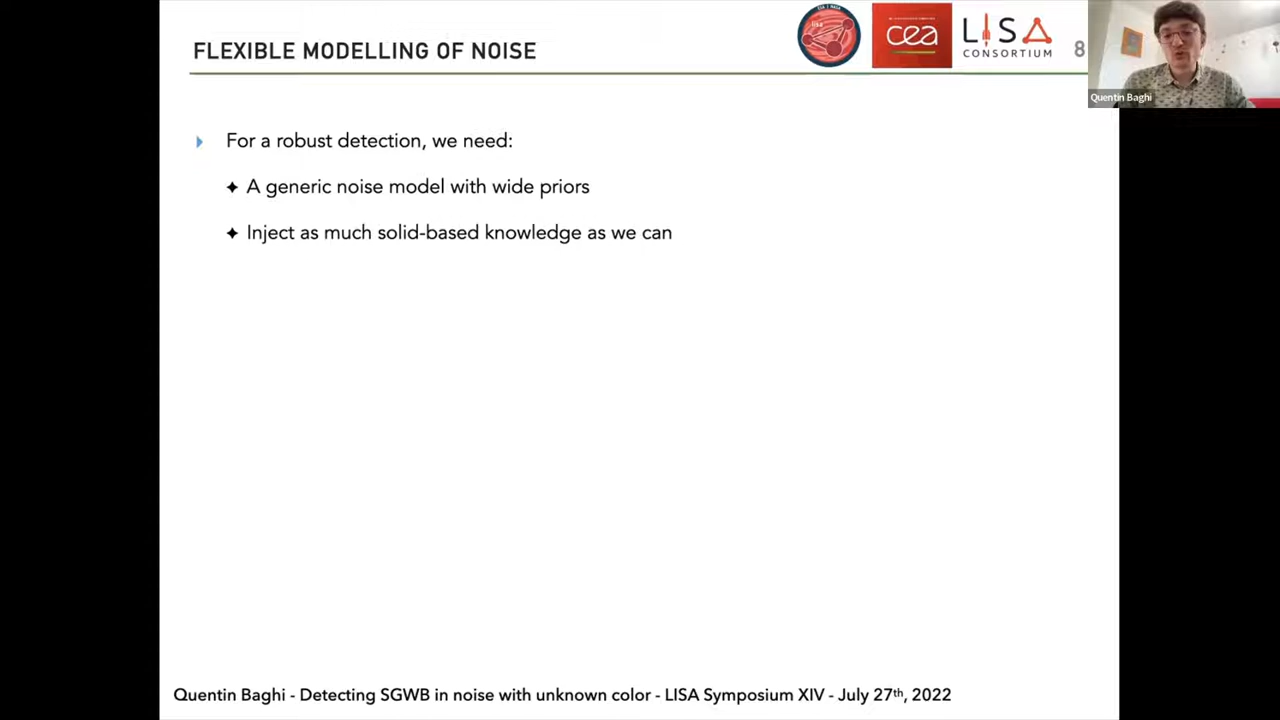 FLEXIBLE MODELLING OF NOISE
cea
LISA
CONSORTIUM
8
Quentin Baghi
For a robust detection, we need:
A generic noise model with wide priors
Inject as much solid-based knowledge as we can
Quentin Baghi - Detecting SGWB in noise with unknown color - LISA Symposium XIV - July 27th, 2022